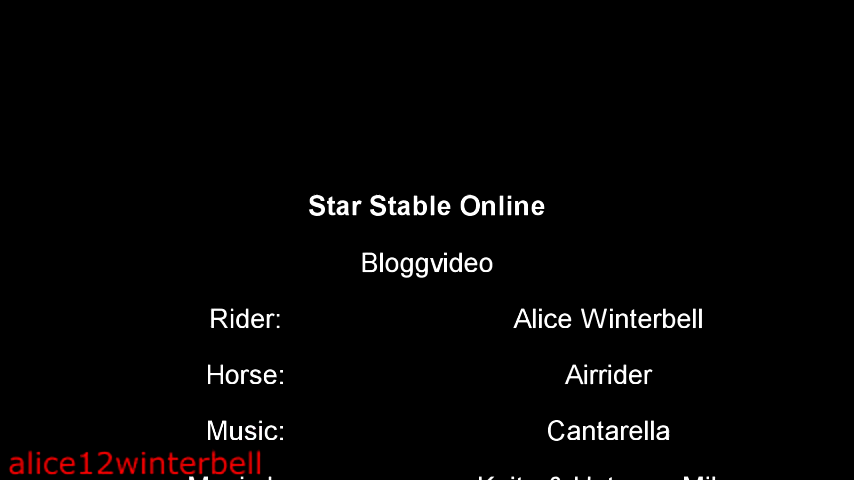 Star Stable Online
Bloggvideo
Rider: Alice Winterbell
Horse: Airrider
Music: Cantarella
alice12winterbell